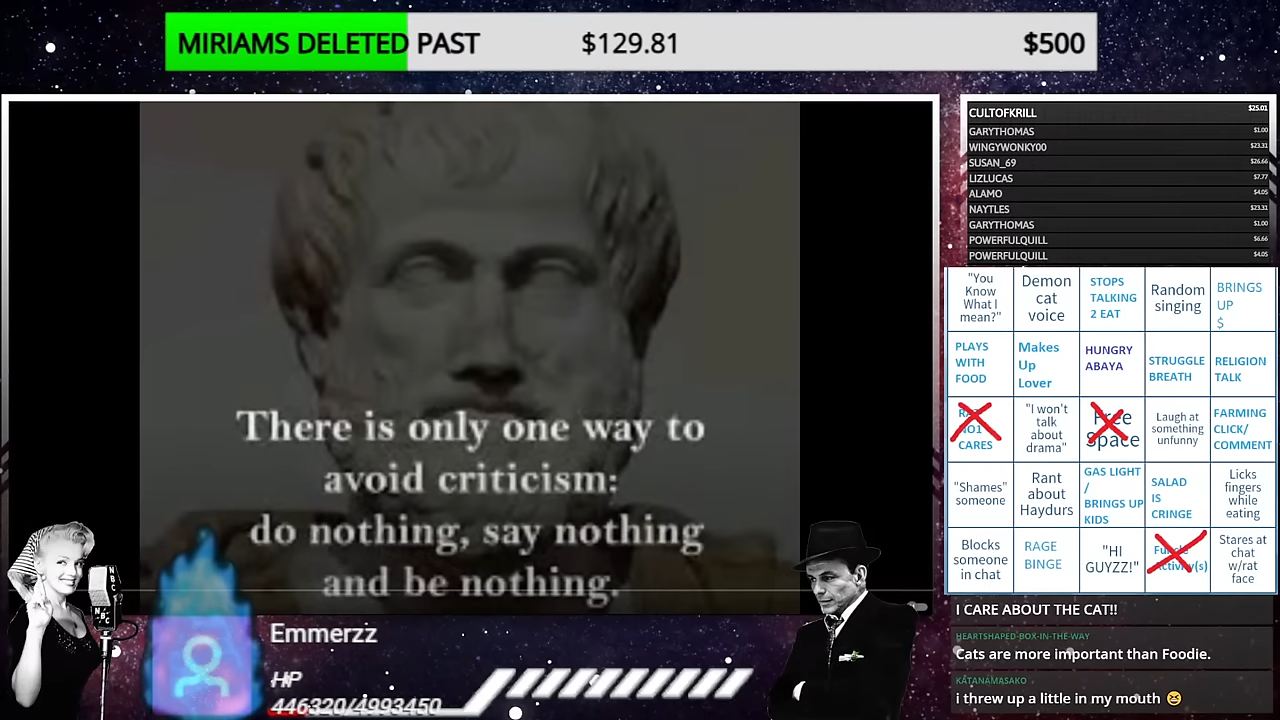 MIRIAMS DELETED PAST $129.81 $500
CULTOFKRILL $25.01
GARYTHOMAS $1.00
WINGYWONKY00 $23.31
SUSAN_69 $26.66
LIZLUCAS $7.77
ALAMO $4.05
NAYTLES $23.31
GARYTHOMAS $1.00
POWERFULQUILL $6.66
POWERFULQUILL $4.05
There is only one way to
avoid criticism:
do nothing, say nothing
and be nothing.
"You
Know
What I
mean?"
Demon
cat
voice
STOPS
TALKING
2 EAT
Random
singing
BRINGS
UP
$
PLAYS
WITH
FOOD
Makes
Up
Lover
HUNGRY
ABAYA
STRUGGLE
BREATH
RELIGION
TALK
CARES
"I won't
talk
about
drama"
Free
Space
Laugh at
something
unfunny
FARMING
CLICK/
COMMENT
"Shames"
someone
Rant
about
Haydurs
GAS LIGHT
/
BRINGS UP
KIDS
SALAD
IS
CRINGE
Licks
fingers
while
eating
Blocks
someone
in chat
RAGE
BINGE
"HI
GUYZZ!"
Stares at
chat
w/rat
face
NBC
NBC
Emmerzz
HP
446320/4993450
I CARE ABOUT THE CAT!!
HEARTSHAPED-BOX-IN-THE-WAY
Cats are more important than Foodie.
KATANAMASAKO
i threw up a little in my mouth 😆